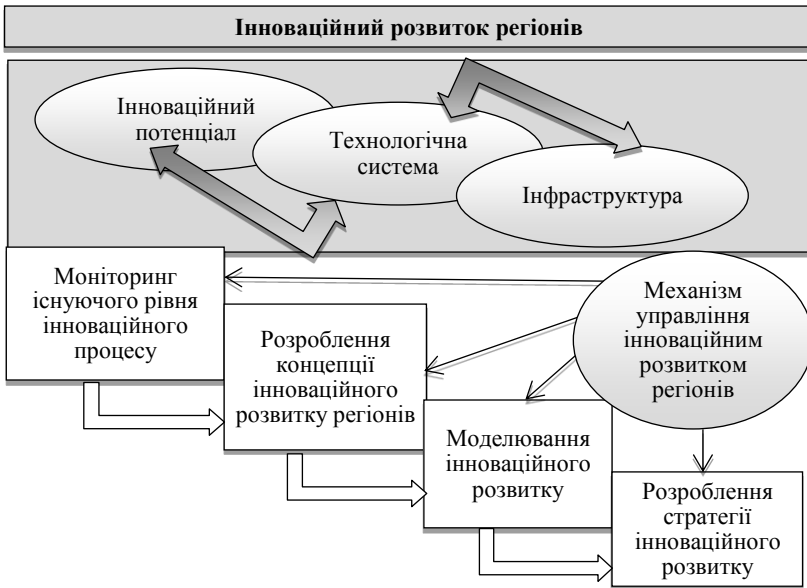 Інноваційний розвиток регіонів
Інноваційний
потенціал
Технологічна
система
Інфраструктура
Моніторинг
існуючого рівня
інноваційного
процесу
Розроблення
концепції
інноваційного
розвитку регіонів
Механізм
управління
інноваційним
розвитком
регіонів
Моделювання
інноваційного
розвитку
Розроблення
стратегії
інноваційного
розвитку